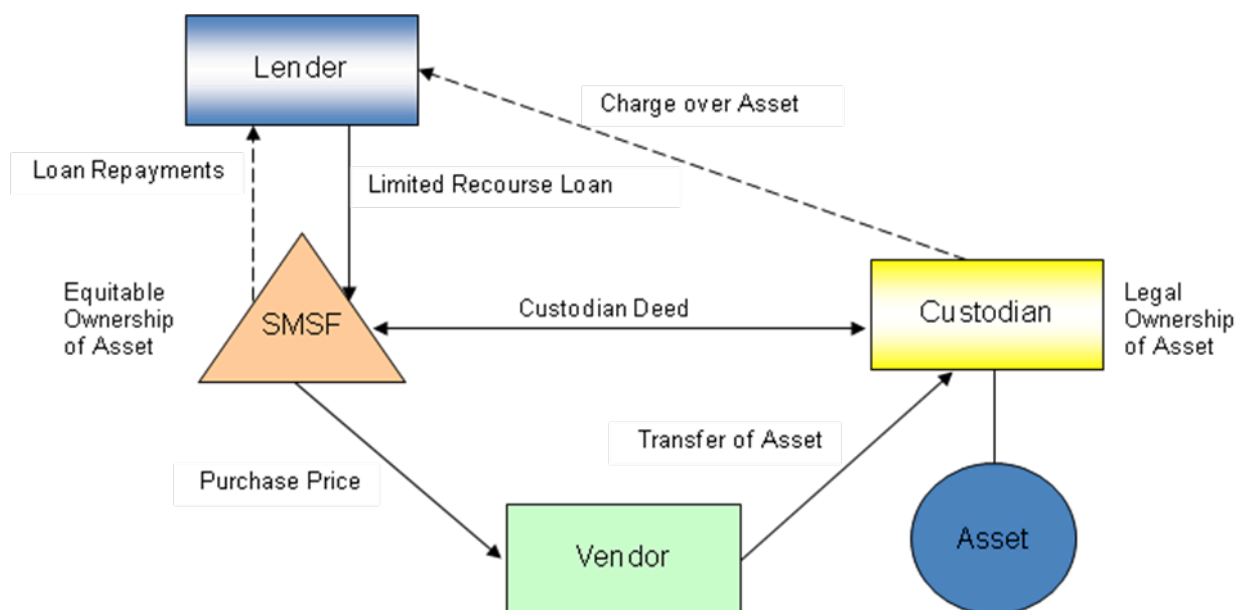 Lender
Charge over Asset
Loan Repayments
Limited Recourse Loan
Equitable
Ownership
of Asset
SMSF
Custodian Deed
Custodian
Legal
Ownership
of Asset
Transfer of Asset
Purchase Price
Vendor
Asset